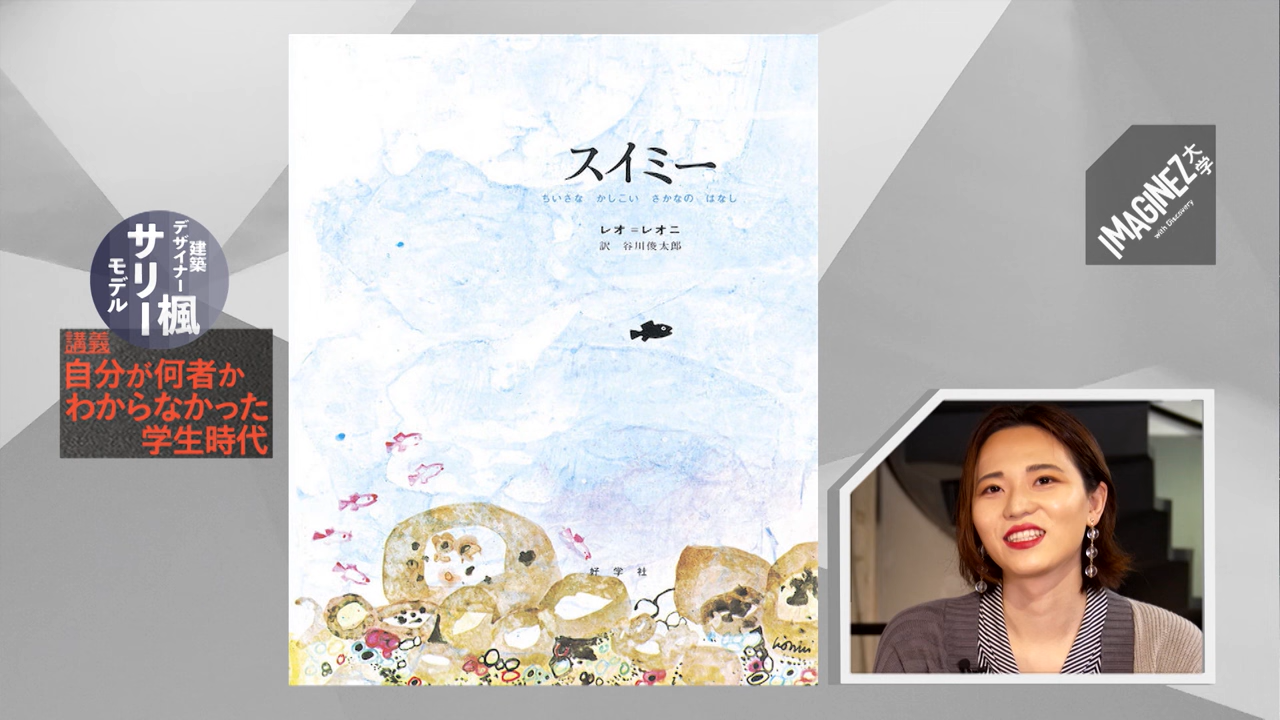 建築
デザイナー 楓
サリー
モデル
講義
自分が何者か
わからなかった
学生時代
スイミー
ちいさな かしこい さかなの はなし
レオ=レオニ
訳 谷川俊太郎
好学社
leo lionni
IMAGINEZ大学
with Discovery